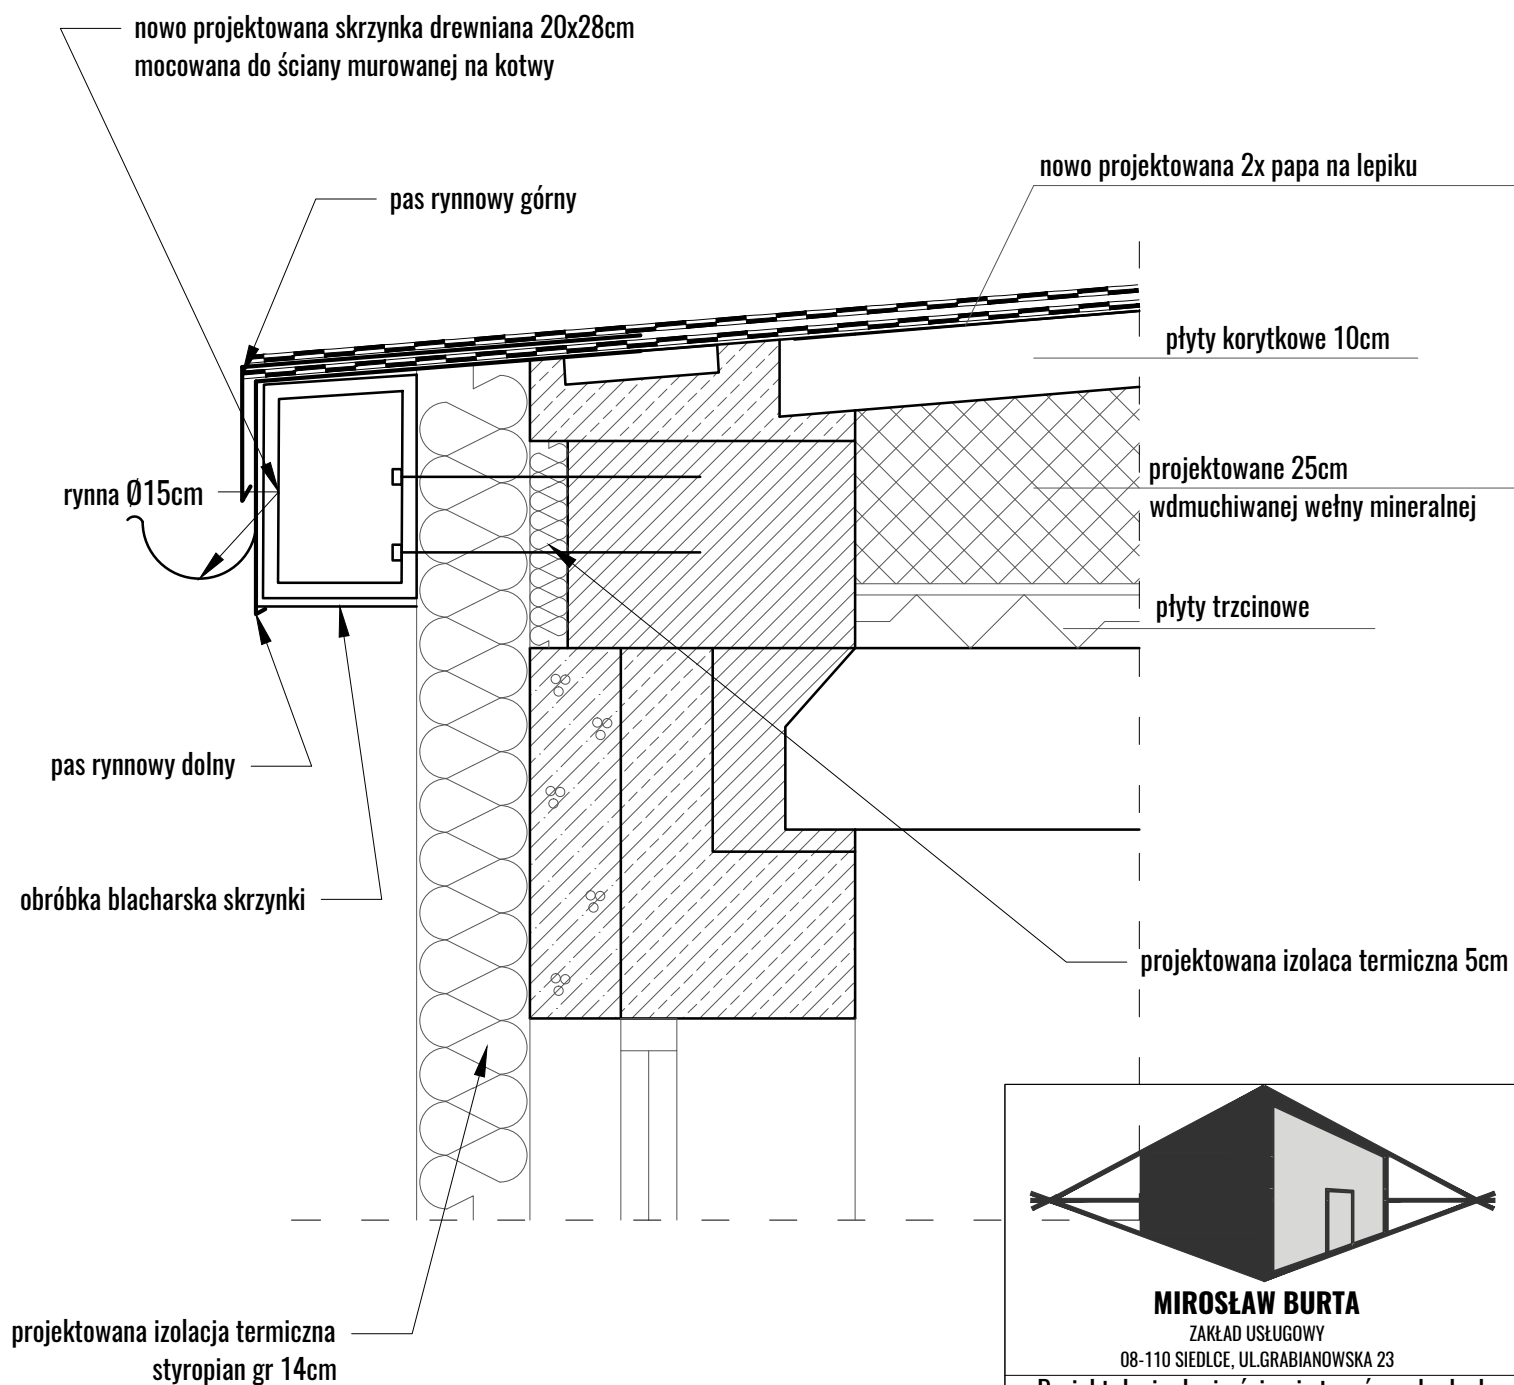 nowo projektowana skrzynka drewniana 20x28cm
mocowana do ściany murowanej na kotwy
nowo projektowana 2x papa na lepiku
pas rynnowy górny
płyty korytkowe 10cm
projektowane 25cm
wdmuchiwanej wełny mineralnej
rynna Ø15cm
płyty trzcinowe
pas rynnowy dolny
obróbka blacharska skrzynki
projektowana izolaca termiczna 5cm
projektowana izolacja termiczna
styropian gr 14cm
MIROSŁAW BURTA
ZAKŁAD USŁUGOWY
08-110 SIEDLCE, UL.GRABIANOWSKA 23